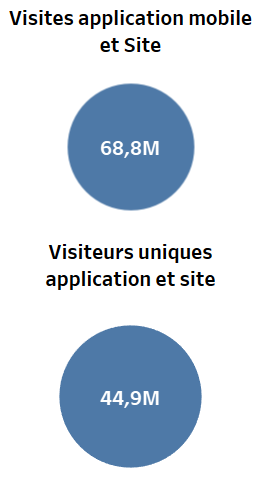 Visites application mobile
et Site
68,8M
Visiteurs uniques
application et site
44,9M